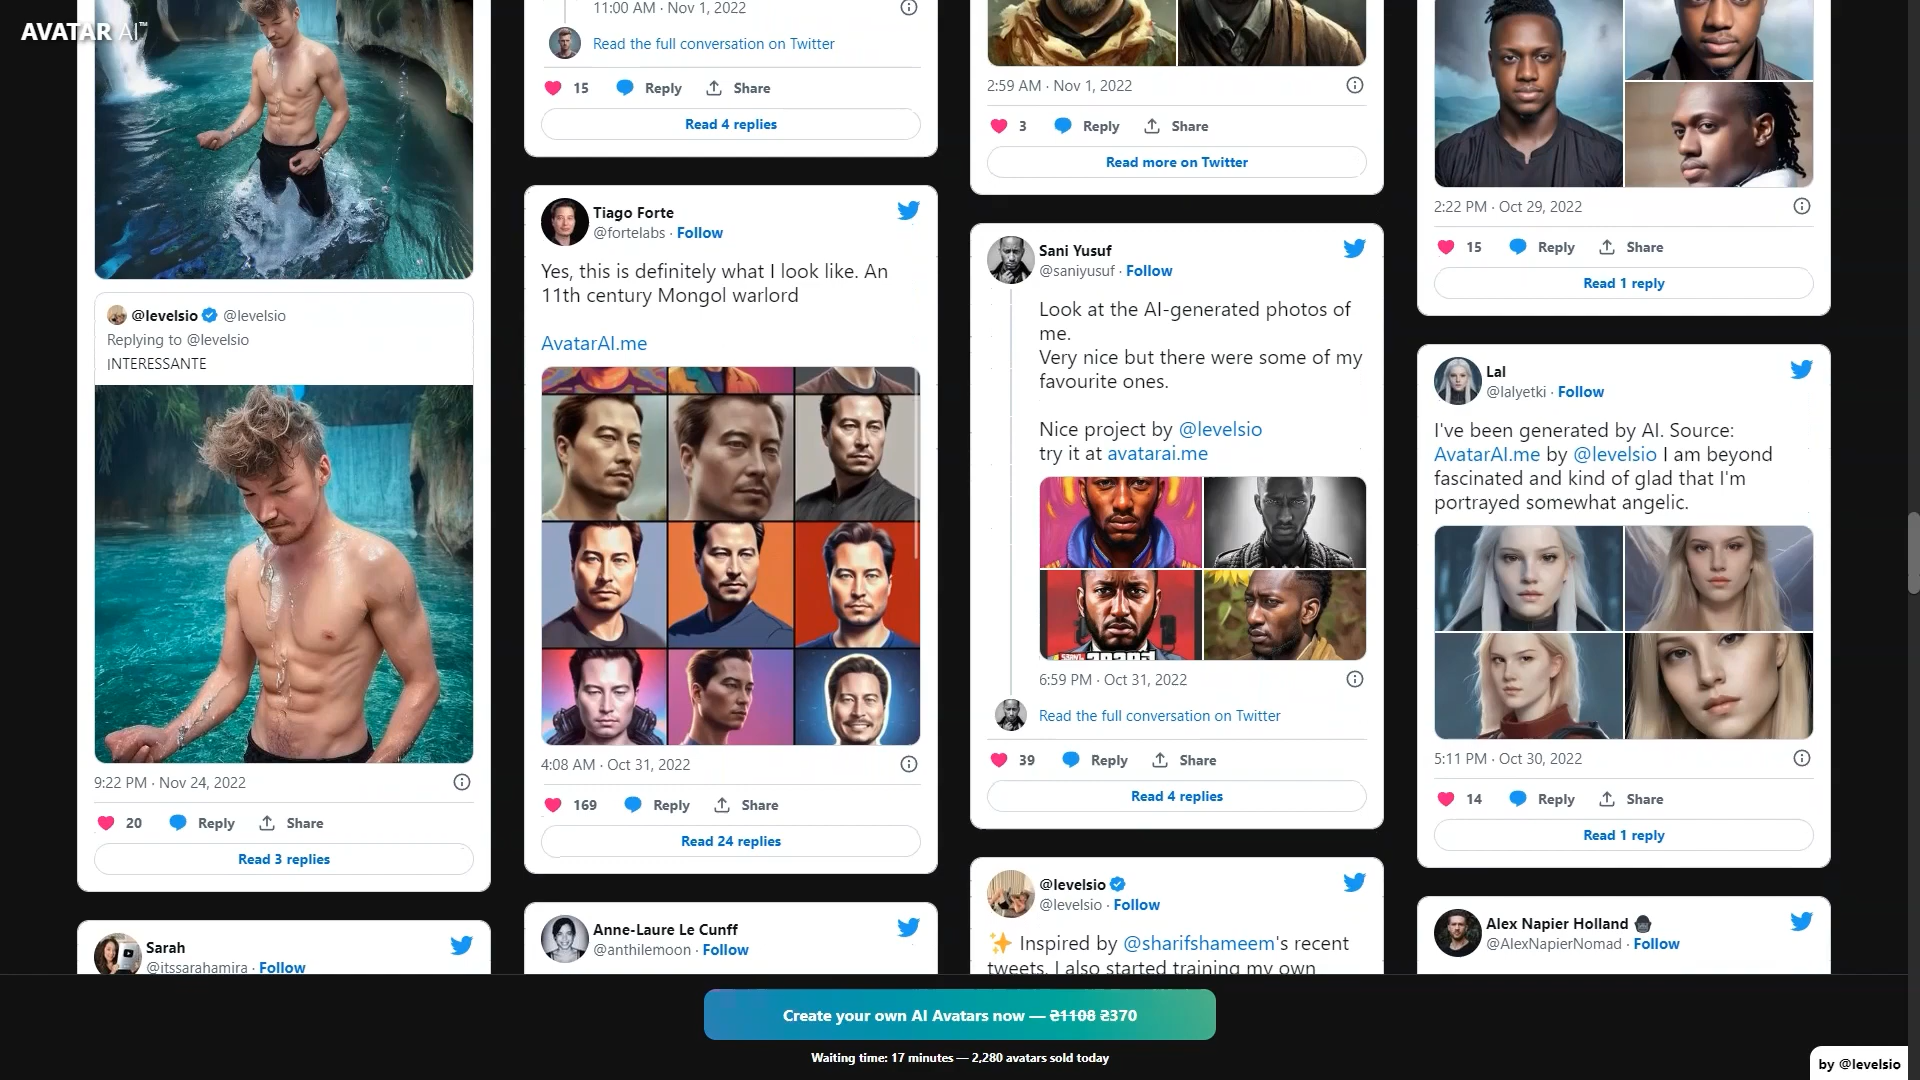 AVATAR AI™
@levelsio @levelsio
Replying to @levelsio
INTERESSANTE
9:22 PM · Nov 24, 2022
20 Reply Share
Read 3 replies
Sarah
@itssarahamira · Follow
11:00 AM · Nov 1, 2022
Read the full conversation on Twitter
15 Reply Share
Read 4 replies
Tiago Forte
@fortelabs · Follow
Yes, this is definitely what I look like. An
11th century Mongol warlord
AvatarAI.me
4:08 AM · Oct 31, 2022
169 Reply Share
Read 24 replies
Anne-Laure Le Cunff
@anthilemoon · Follow
2:59 AM · Nov 1, 2022
3 Reply Share
Read more on Twitter
Sani Yusuf
@saniyusuf · Follow
Look at the AI-generated photos of
me.
Very nice but there were some of my
favourite ones.
Nice project by @levelsio
try it at avatarai.me
6:59 PM · Oct 31, 2022
Read the full conversation on Twitter
39 Reply Share
Read 4 replies
@levelsio
@levelsio · Follow
✨ Inspired by @sharifshameem's recent
tweets, I also started training my own
2:22 PM · Oct 29, 2022
15 Reply Share
Read 1 reply
Lal
@lalyetki · Follow
I've been generated by AI. Source:
AvatarAI.me by @levelsio I am beyond
fascinated and kind of glad that I'm
portrayed somewhat angelic.
5:11 PM · Oct 30, 2022
14 Reply Share
Read 1 reply
Alex Napier Holland
@AlexNapierNomad · Follow
Create your own AI Avatars now — ₴1108 ₴370
Waiting time: 17 minutes — 2,280 avatars sold today
by @levelsio